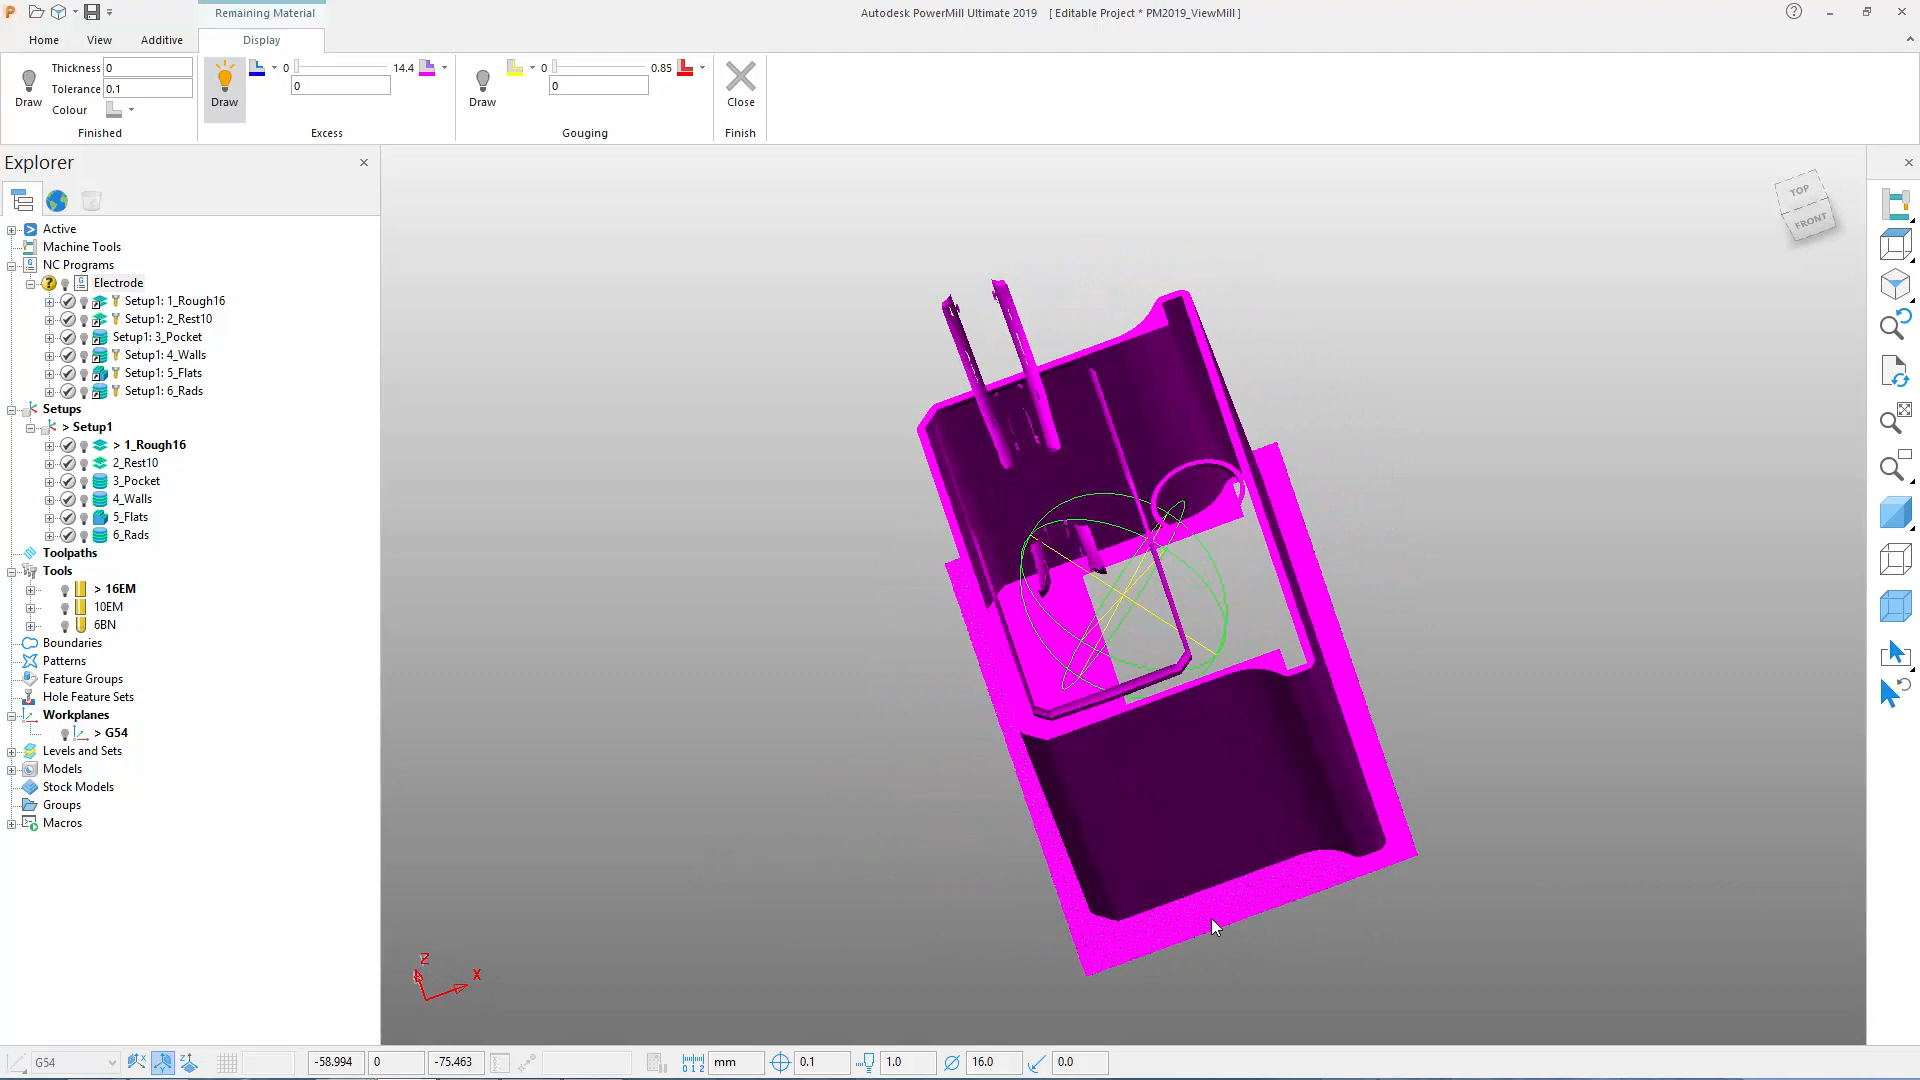 Remaining Material
Autodesk PowerMill Ultimate 2019 [ Editable Project * PM2019_ViewMill ]
Home
View
Additive
Display
Draw
Thickness 0
Tolerance 0.1
Colour
Finished
Draw
0
14.4
0
Excess
Draw
0
0.85
0
Gouging
Close
Finish
Explorer
Active
Machine Tools
NC Programs
Electrode
Setup1: 1_Rough16
Setup1: 2_Rest10
Setup1: 3_Pocket
Setup1: 4_Walls
Setup1: 5_Flats
Setup1: 6_Rads
Setups
> Setup1
> 1_Rough16
2_Rest10
3_Pocket
4_Walls
5_Flats
6_Rads
Toolpaths
Tools
> 16EM
10EM
6BN
Boundaries
Patterns
Feature Groups
Hole Feature Sets
Workplanes
> G54
Levels and Sets
Models
Stock Models
Groups
Macros
TOP
FRONT
Z
X
G54
-58.994
0
-75.463
mm
0.1
1.0
16.0
0.0